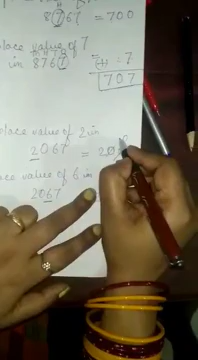 8767 = 700
place value of 7
in 8767 = 7
707
place value of 2 in
2067 = 20
place value of 6 in
2067